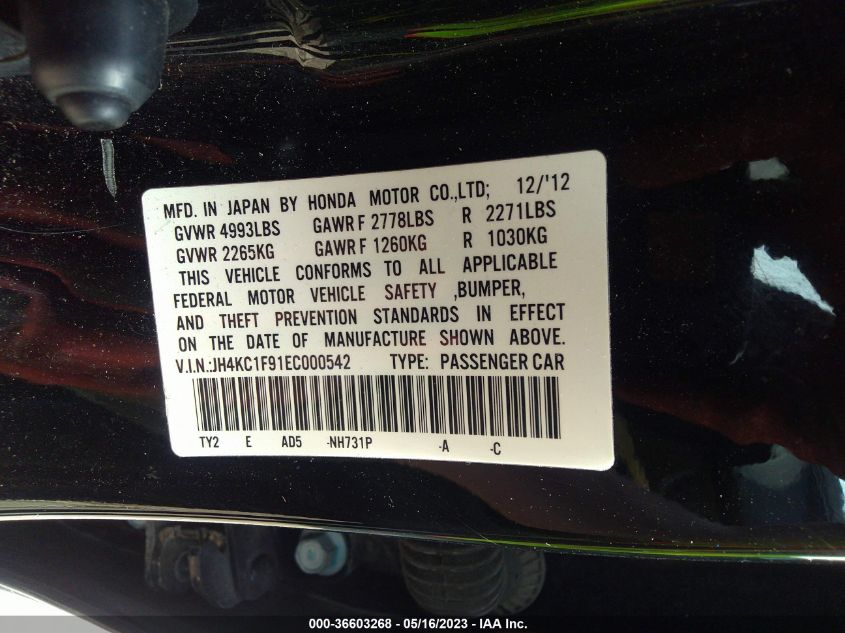 MFD. IN JAPAN BY HONDA MOTOR CO.,LTD; 12/'12
GVWR 4993LBS GAWR F 2778LBS R 2271LBS
GVWR 2265KG GAWR F 1260KG R 1030KG
THIS VEHICLE CONFORMS TO ALL APPLICABLE
FEDERAL MOTOR VEHICLE SAFETY ,BUMPER,
AND THEFT PREVENTION STANDARDS IN EFFECT
ON THE DATE OF MANUFACTURE SHOWN ABOVE.
V.I.N.:JH4KC1F91EC000542 TYPE: PASSENGER CAR
TY2 E AD5 -NH731P -A -C
000-36603268 - 05/16/2023 - IAA Inc.